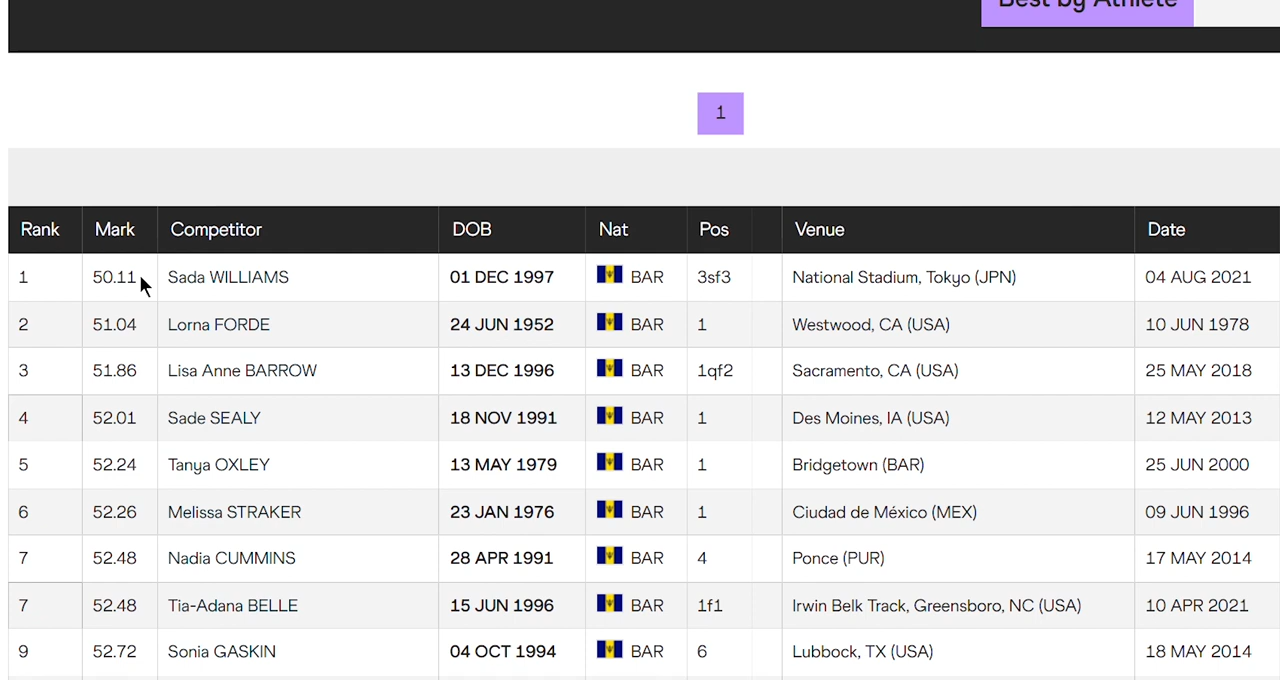 Best by Athlete
1
Rank Mark Competitor DOB Nat Pos Venue Date
1 50.11 Sada WILLIAMS 01 DEC 1997 BAR 3sf3 National Stadium, Tokyo (JPN) 04 AUG 2021
2 51.04 Lorna FORDE 24 JUN 1952 BAR 1 Westwood, CA (USA) 10 JUN 1978
3 51.86 Lisa Anne BARROW 13 DEC 1996 BAR 1qf2 Sacramento, CA (USA) 25 MAY 2018
4 52.01 Sade SEALY 18 NOV 1991 BAR 1 Des Moines, IA (USA) 12 MAY 2013
5 52.24 Tanya OXLEY 13 MAY 1979 BAR 1 Bridgetown (BAR) 25 JUN 2000
6 52.26 Melissa STRAKER 23 JAN 1976 BAR 1 Ciudad de México (MEX) 09 JUN 1996
7 52.48 Nadia CUMMINS 28 APR 1991 BAR 4 Ponce (PUR) 17 MAY 2014
7 52.48 Tia-Adana BELLE 15 JUN 1996 BAR 1f1 Irwin Belk Track, Greensboro, NC (USA) 10 APR 2021
9 52.72 Sonia GASKIN 04 OCT 1994 BAR 6 Lubbock, TX (USA) 18 MAY 2014